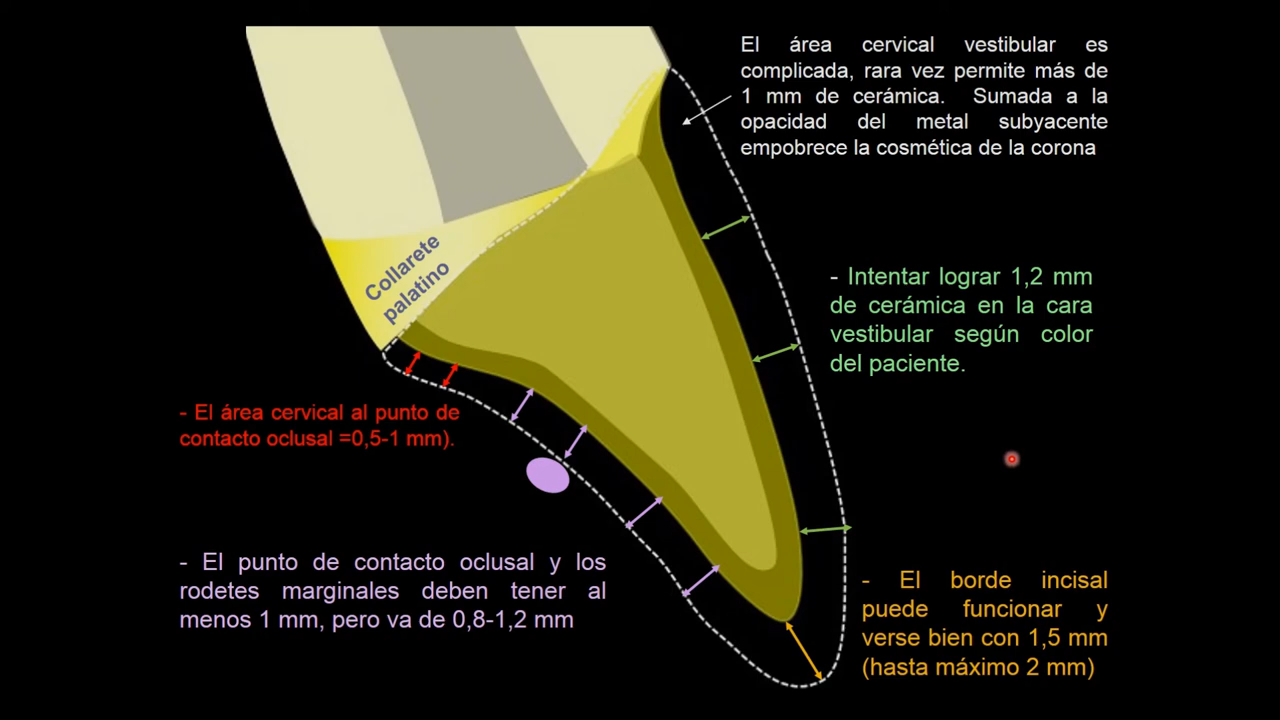 El área cervical vestibular es
complicada, rara vez permite más de
1 mm de cerámica. Sumada a la
opacidad del metal subyacente
empobrece la cosmética de la corona
Collarete
palatino
- Intentar lograr 1,2 mm
de cerámica en la cara
vestibular según color
del paciente.
- El área cervical al punto de
contacto oclusal =0,5-1 mm).
- El punto de contacto oclusal y los
rodetes marginales deben tener al
menos 1 mm, pero va de 0,8-1,2 mm
- El borde incisal
puede funcionar y
verse bien con 1,5 mm
(hasta máximo 2 mm)